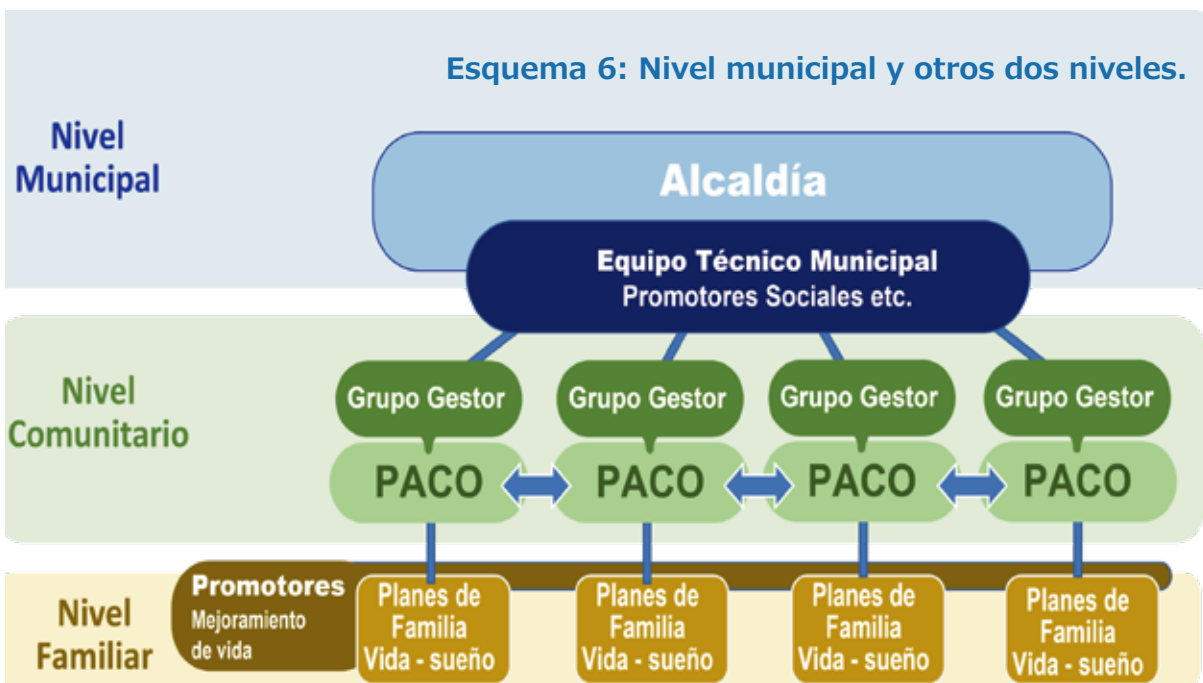 Esquema 6: Nivel municipal y otros dos niveles.
Nivel
Municipal
Alcaldía
Equipo Técnico Municipal
Promotores Sociales etc.
Nivel
Comunitario
Grupo Gestor
Grupo Gestor
Grupo Gestor
Grupo Gestor
PACO
PACO
PACO
PACO
Nivel
Familiar
Promotores
Mejoramiento
de vida
Planes de
Familia
Vida - sueño
Planes de
Familia
Vida - sueño
Planes de
Familia
Vida - sueño
Planes de
Familia
Vida - sueño